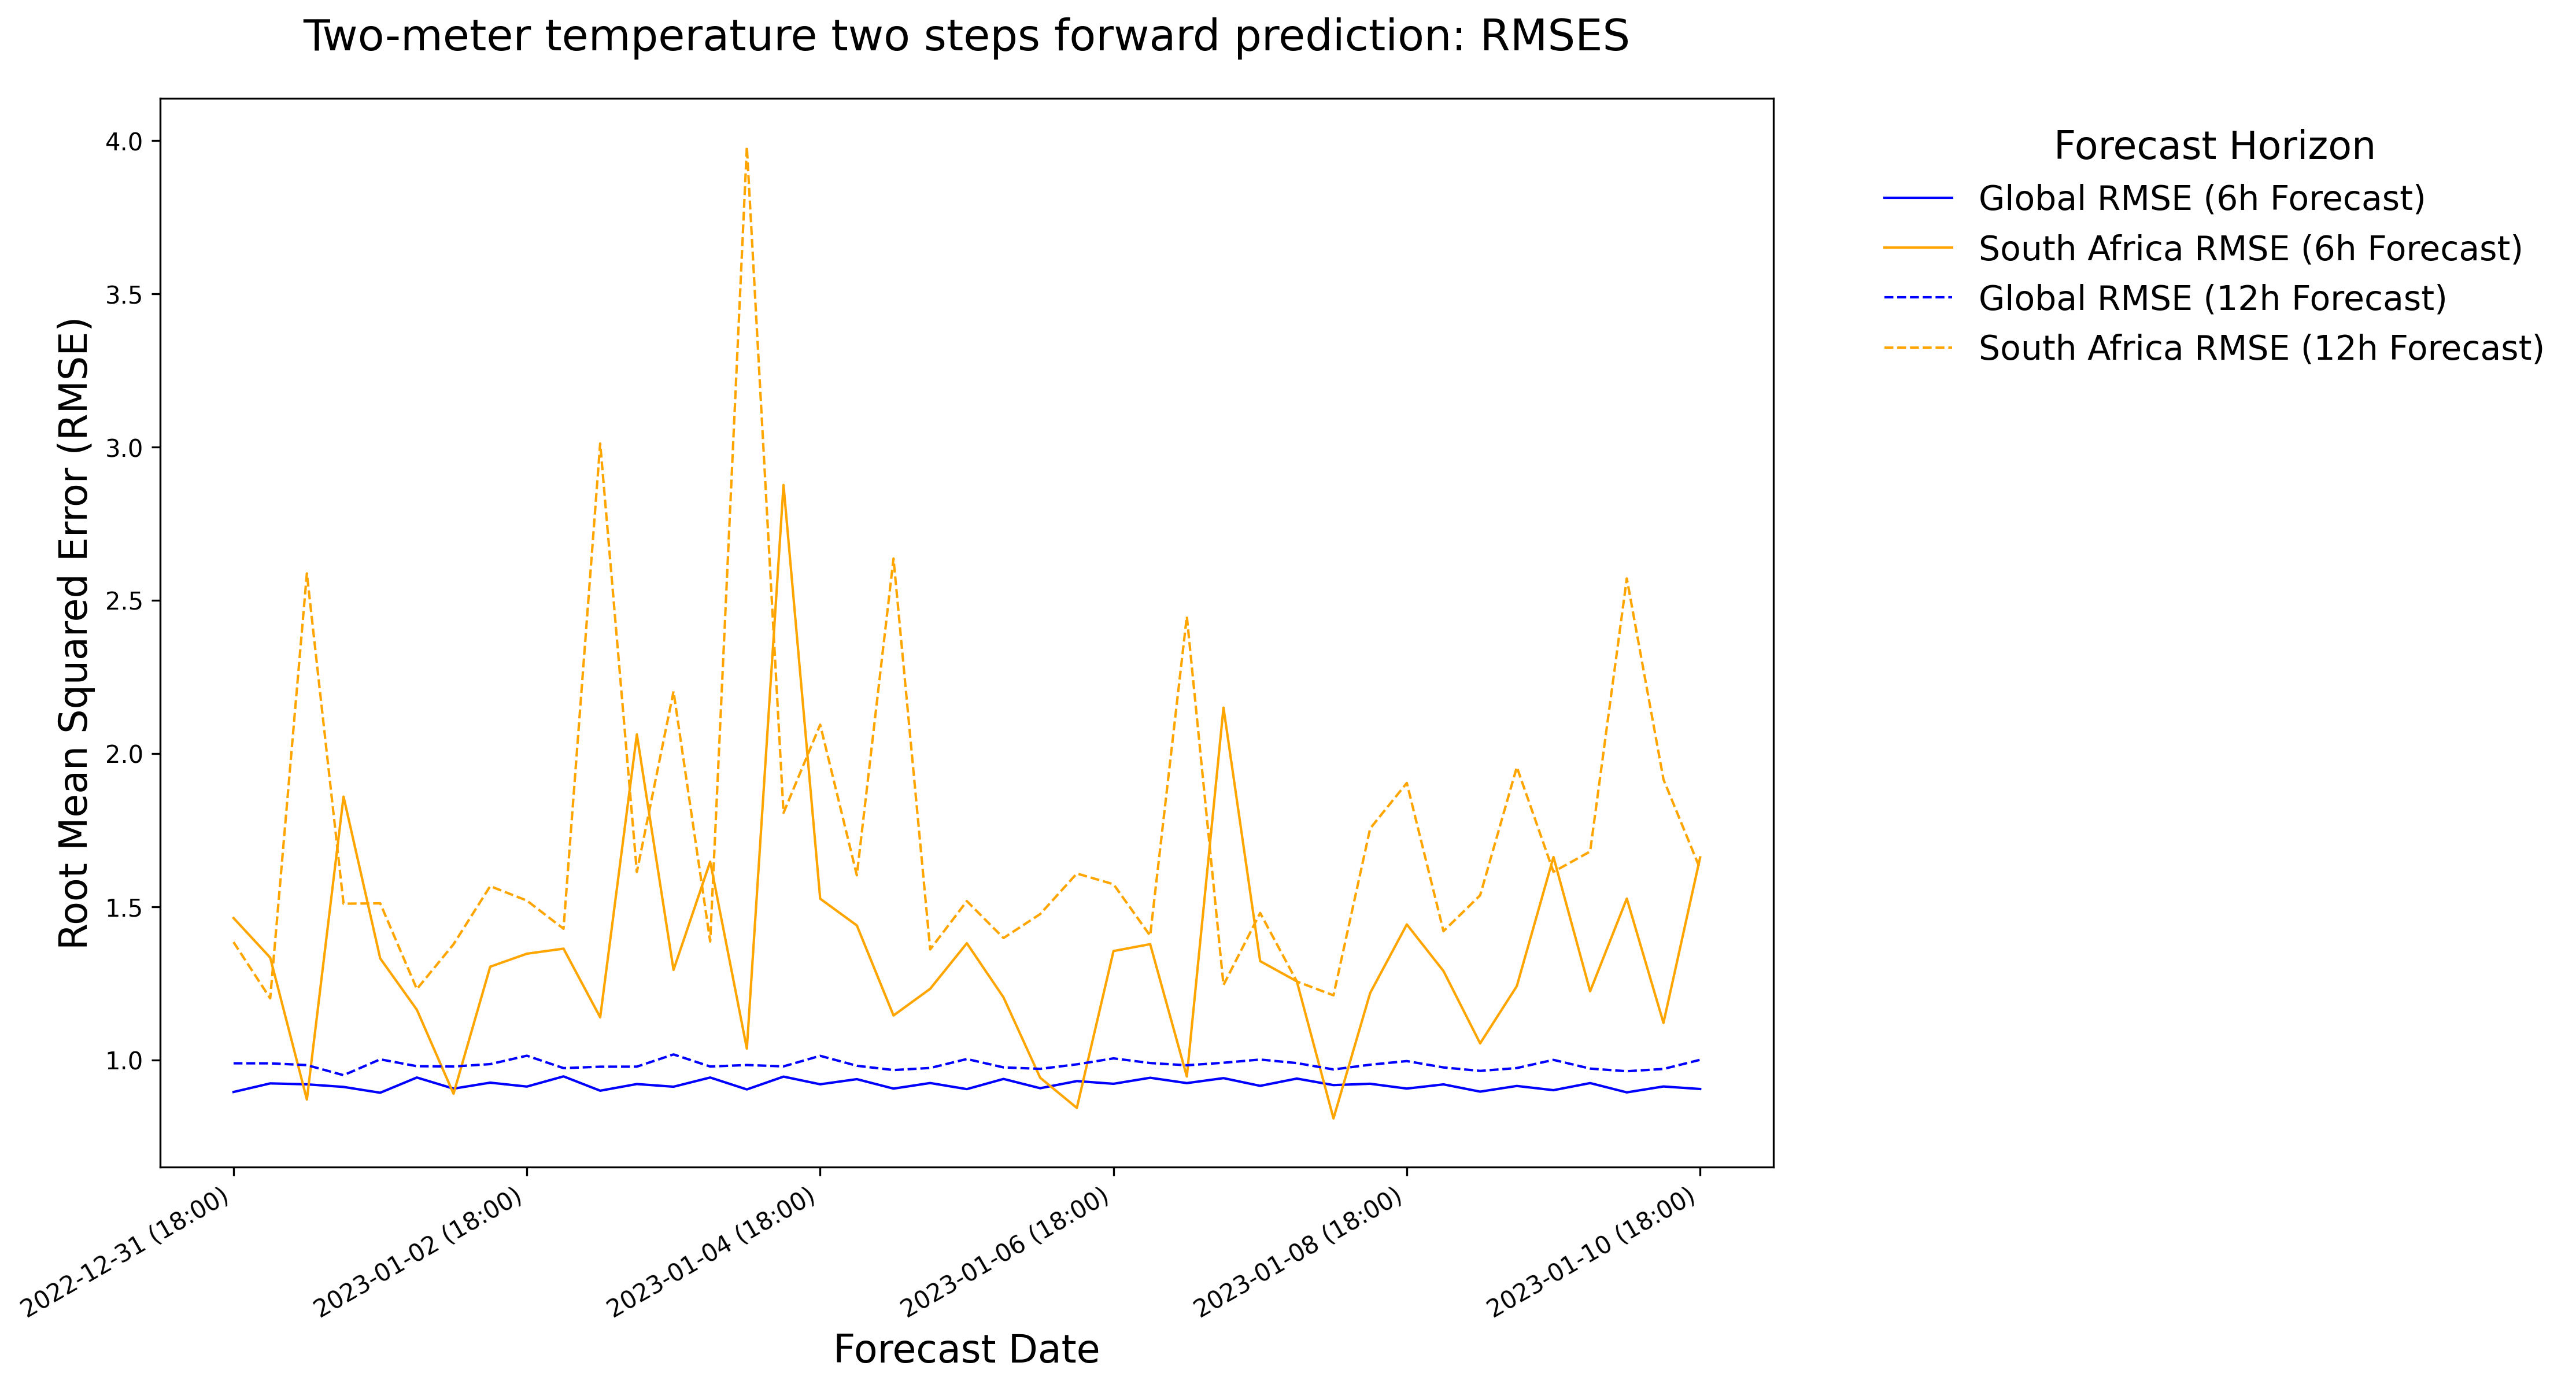 Two-meter temperature two steps forward prediction: RMSES
Root Mean Squared Error (RMSE)
4.0
3.5
3.0
2.5
2.0
1.5
1.0
2022-12-31 (18:00)
2023-01-02 (18:00)
2023-01-04 (18:00)
2023-01-06 (18:00)
2023-01-08 (18:00)
2023-01-10 (18:00)
Forecast Date
Forecast Horizon
Global RMSE (6h Forecast)
South Africa RMSE (6h Forecast)
Global RMSE (12h Forecast)
South Africa RMSE (12h Forecast)